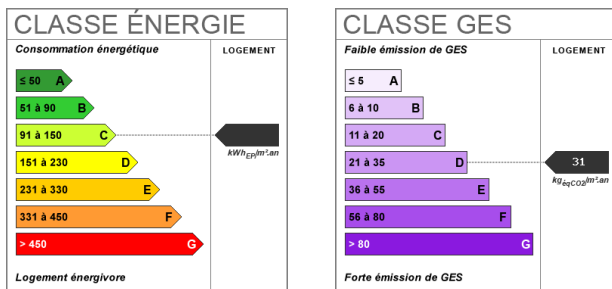 CLASSE ÉNERGIE
Consommation énergétique
LOGEMENT
≤ 50 A
51 à 90 B
91 à 150 C
kWhEP/m².an
151 à 230 D
231 à 330 E
331 à 450 F
> 450 G
Logement énergivore
CLASSE GES
Faible émission de GES
LOGEMENT
≤ 5 A
6 à 10 B
11 à 20 C
21 à 35 D
31
kgéqCO2/m².an
36 à 55 E
56 à 80 F
> 80 G
Forte émission de GES